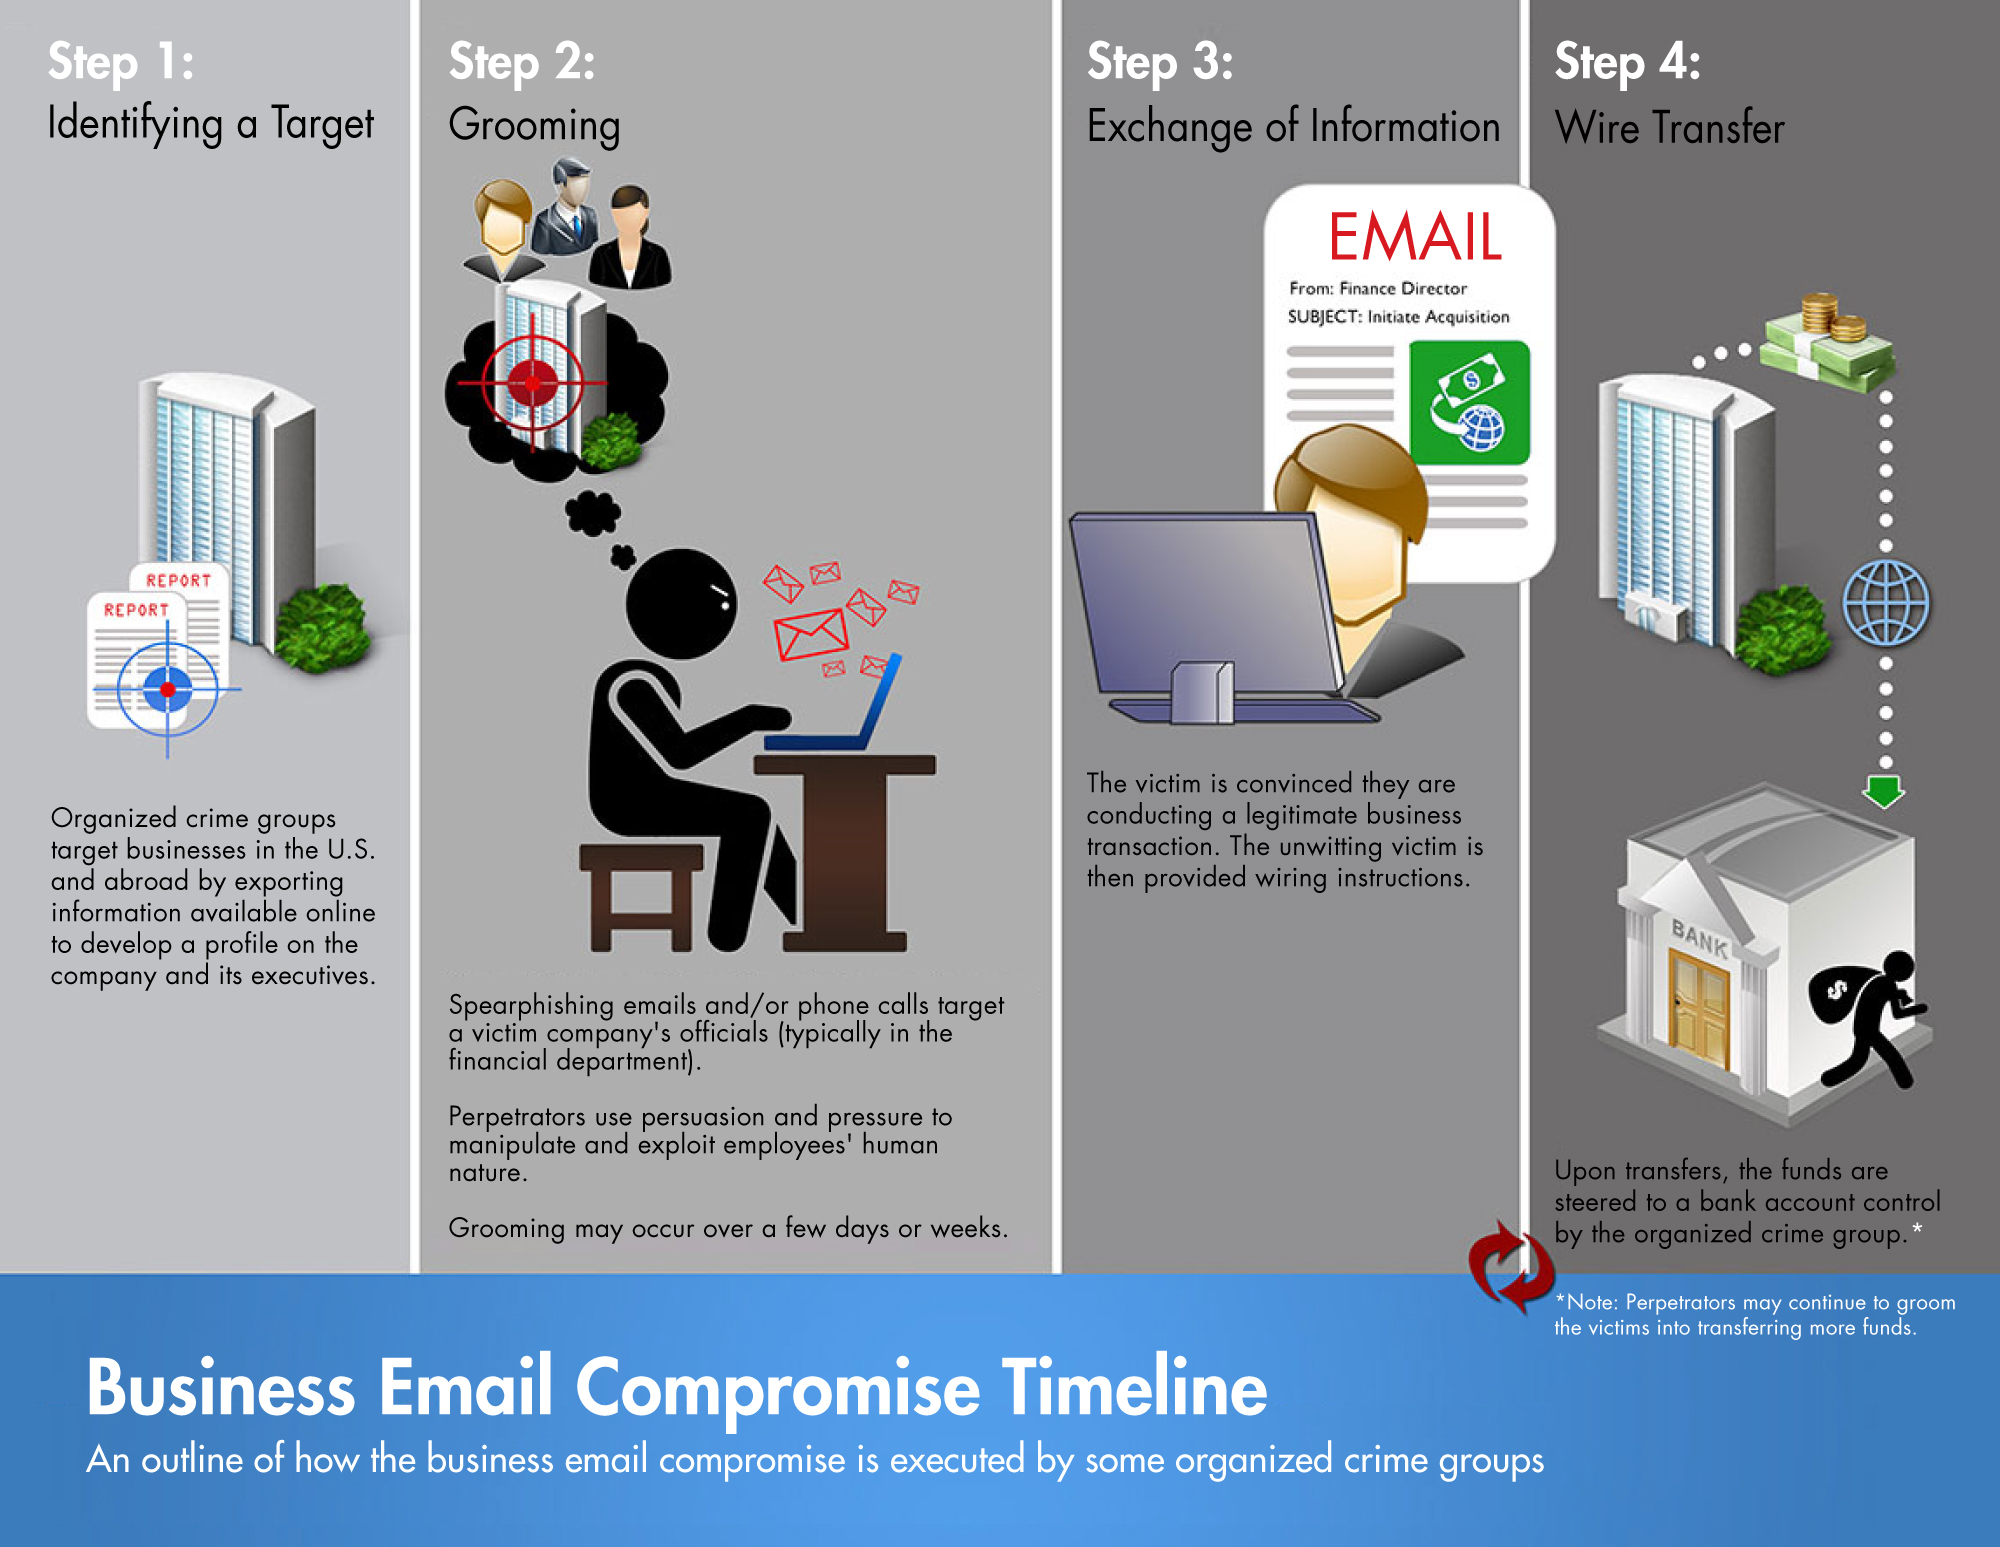 Step 1:
Identifying a Target
REPORT
REPORT
Organized crime groups
target businesses in the U.S.
and abroad by exporting
information available online
to develop a profile on the
company and its executives.
Step 2:
Grooming
Spearphishing emails and/or phone calls target
a victim company's officials (typically in the
financial department).
Perpetrators use persuasion and pressure to
manipulate and exploit employees' human
nature.
Grooming may occur over a few days or weeks.
Step 3:
Exchange of Information
EMAIL
From: Finance Director
SUBJECT: Initiate Acquisition
$
The victim is convinced they are
conducting a legitimate business
transaction. The unwitting victim is
then provided wiring instructions.
Step 4:
Wire Transfer
BANK
$
Upon transfers, the funds are
steered to a bank account control
by the organized crime group.*
*Note: Perpetrators may continue to groom
the victims into transferring more funds.
Business Email Compromise Timeline
An outline of how the business email compromise is executed by some organized crime groups